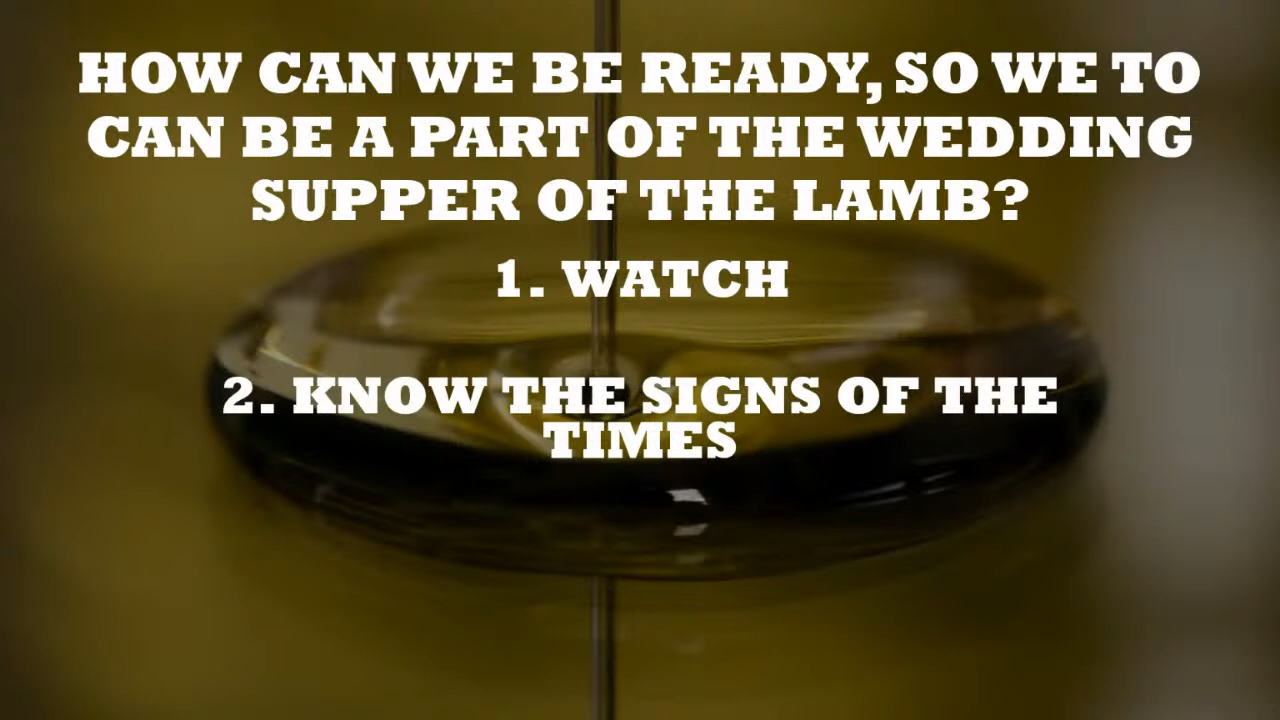 HOW CAN WE BE READY, SO WE TO
CAN BE A PART OF THE WEDDING
SUPPER OF THE LAMB?
1. WATCH
2. KNOW THE SIGNS OF THE
TIMES